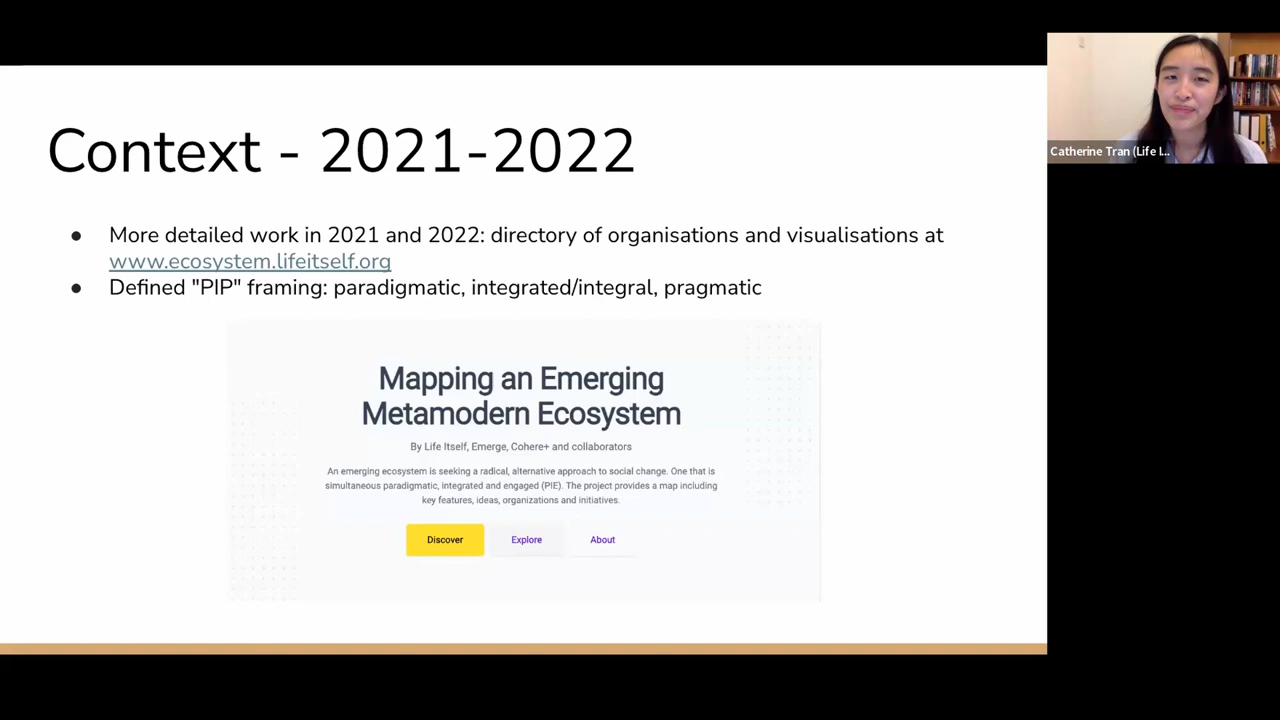 Context - 2021-2022
● More detailed work in 2021 and 2022: directory of organisations and visualisations at
www.ecosystem.lifeitself.org
● Defined "PIP" framing: paradigmatic, integrated/integral, pragmatic
Mapping an Emerging
Metamodern Ecosystem
By Life Itself, Emerge, Cohere+ and collaborators
An emerging ecosystem is seeking a radical, alternative approach to social change. One that is
simultaneous paradigmatic, integrated and engaged (PIE). The project provides a map including
key features, ideas, organizations and initiatives.
Discover
Explore
About
Catherine Tran (Life I...